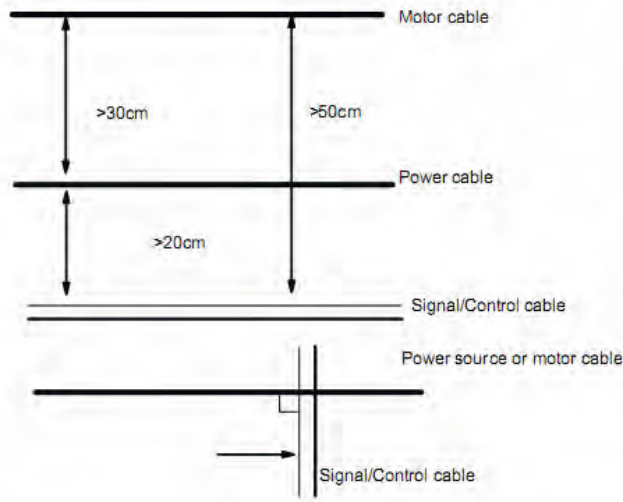 Motor cable
>30cm
>50cm
Power cable
>20cm
Signal/Control cable
Power source or motor cable
Signal/Control cable